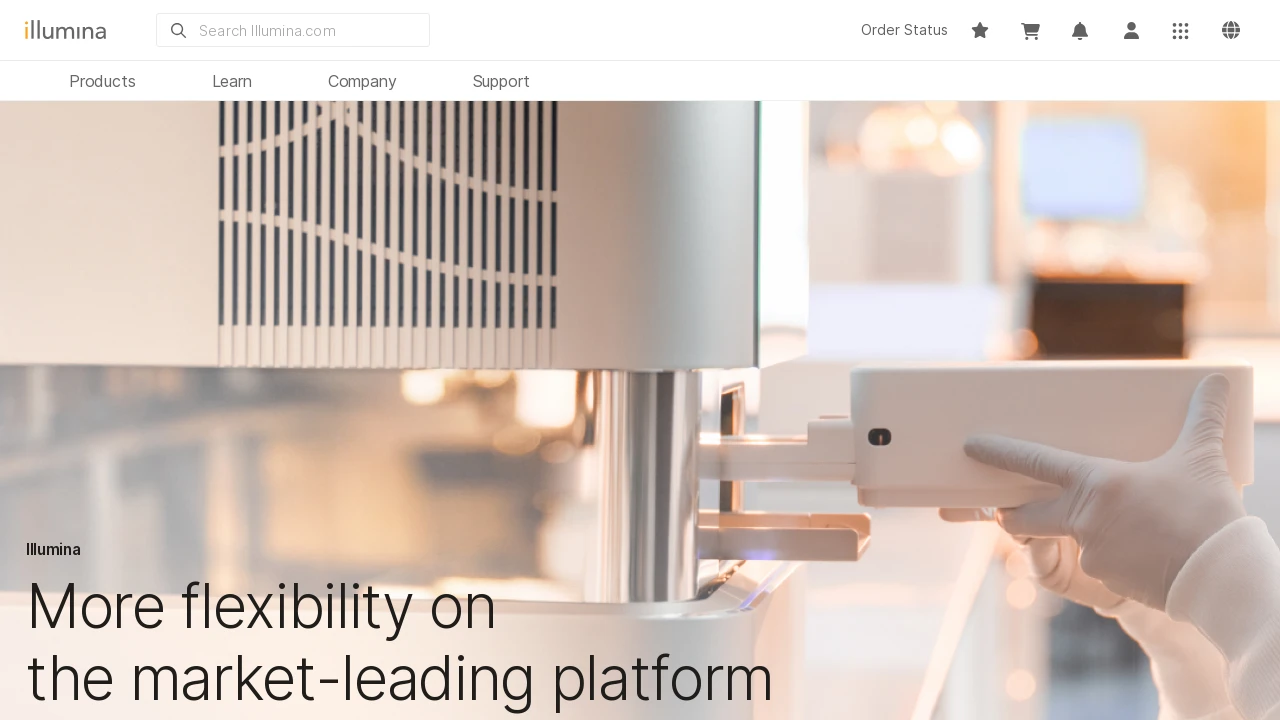 illumina
Search Illumina.com
Order Status
Products
Learn
Company
Support
Illumina
More flexibility on
the market-leading platform